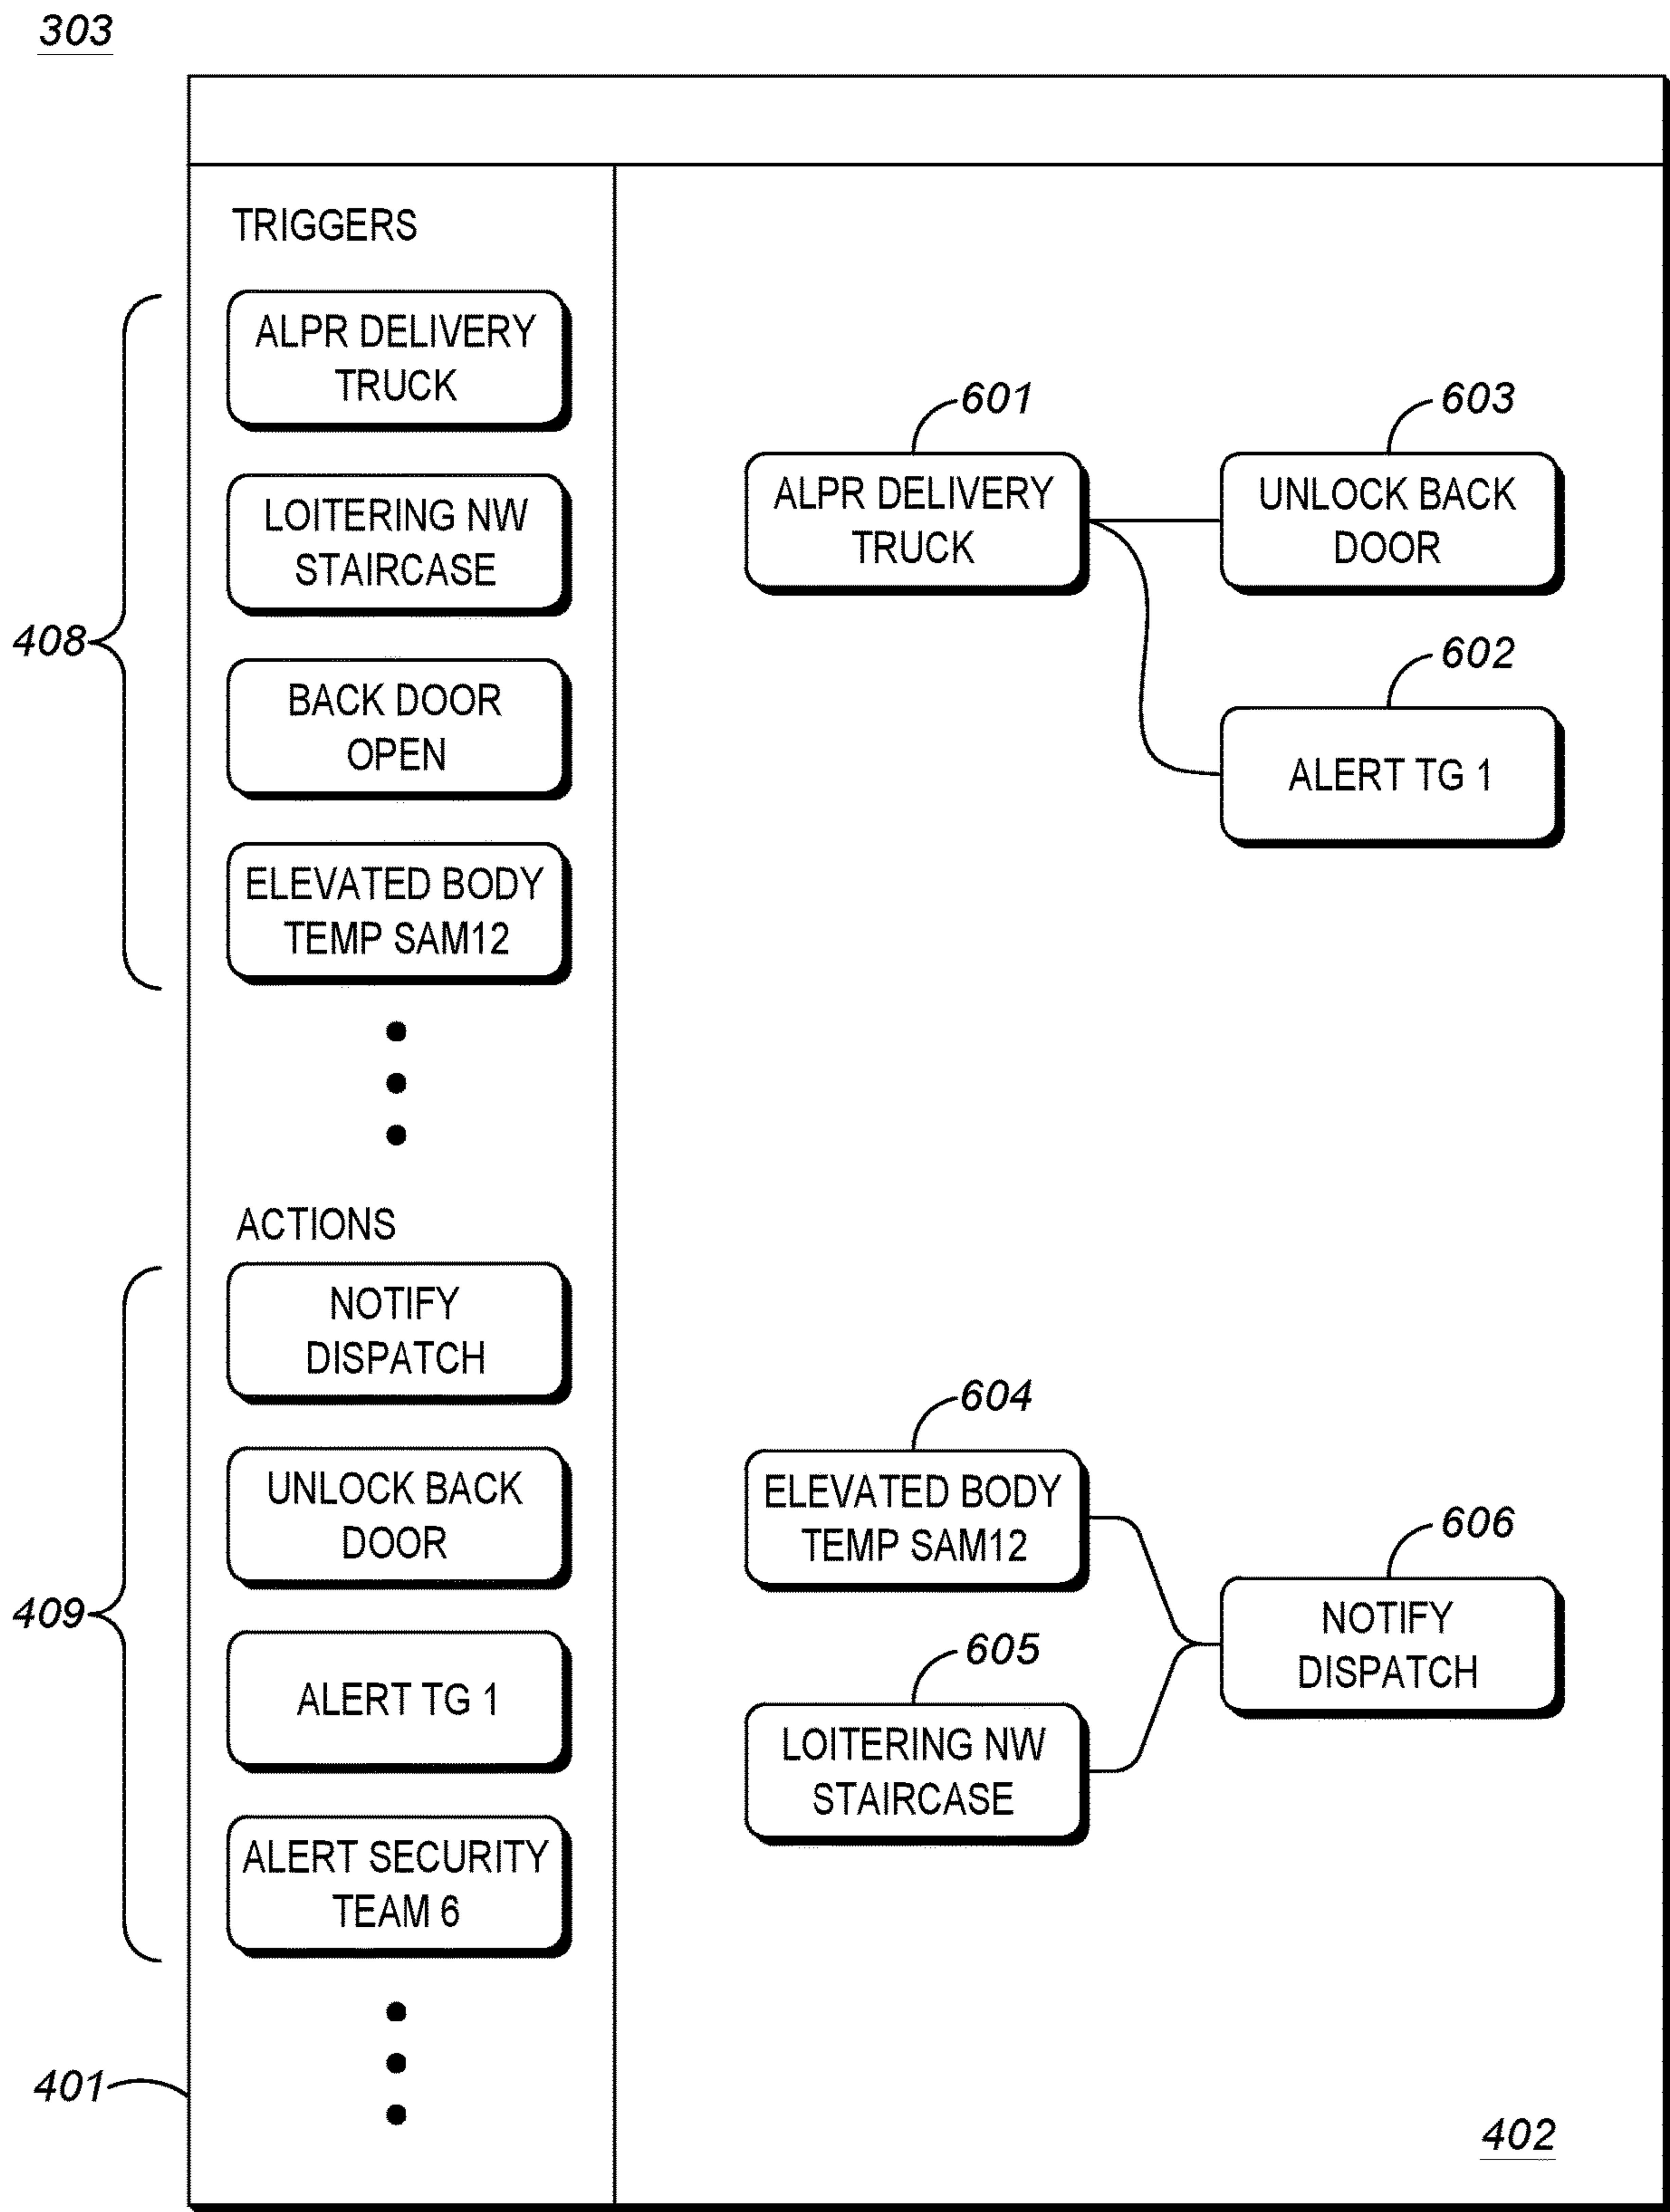 303
TRIGGERS
ALPR DELIVERY
TRUCK
LOITERING NW
STAIRCASE
408
BACK DOOR
OPEN
ELEVATED BODY
TEMP SAM12
ACTIONS
NOTIFY
DISPATCH
UNLOCK BACK
DOOR
409
ALERT TG 1
ALERT SECURITY
TEAM 6
401
601
ALPR DELIVERY
TRUCK
603
UNLOCK BACK
DOOR
602
ALERT TG 1
604
ELEVATED BODY
TEMP SAM12
605
LOITERING NW
STAIRCASE
606
NOTIFY
DISPATCH
402